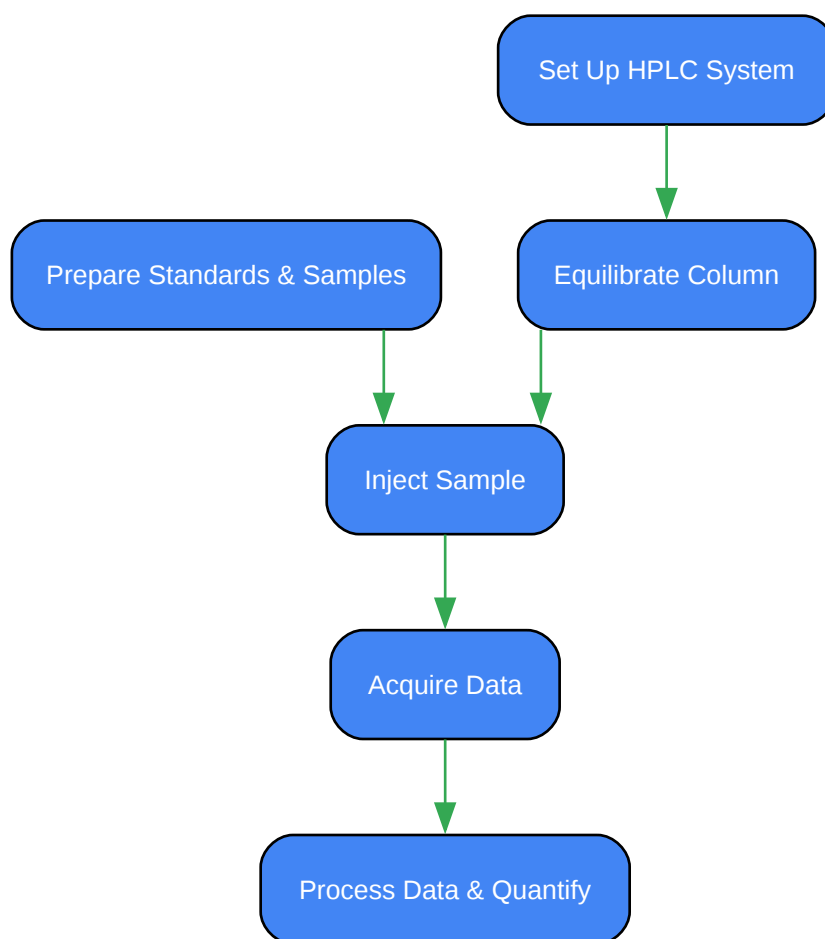 Set Up HPLC System
Prepare Standards & Samples
Equilibrate Column
Inject Sample
Acquire Data
Process Data & Quantify